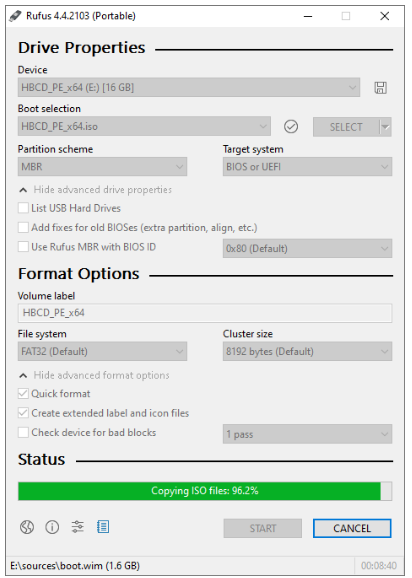 Rufus 4.4.2103 (Portable)
Drive Properties
Device
HBCD_PE_x64 (E:) [16 GB]
Boot selection
HBCD_PE_x64.iso
SELECT
Partition scheme
Target system
MBR
BIOS or UEFI
Hide advanced drive properties
List USB Hard Drives
Add fixes for old BIOSes (extra partition, align, etc.)
Use Rufus MBR with BIOS ID
0x80 (Default)
Format Options
Volume label
HBCD_PE_x64
File system
Cluster size
FAT32 (Default)
8192 bytes (Default)
Hide advanced format options
Quick format
Create extended label and icon files
Check device for bad blocks
1 pass
Status
Copying ISO files: 96.2%
START
CANCEL
E:\sources\boot.wim (1.6 GB)
00:08:40